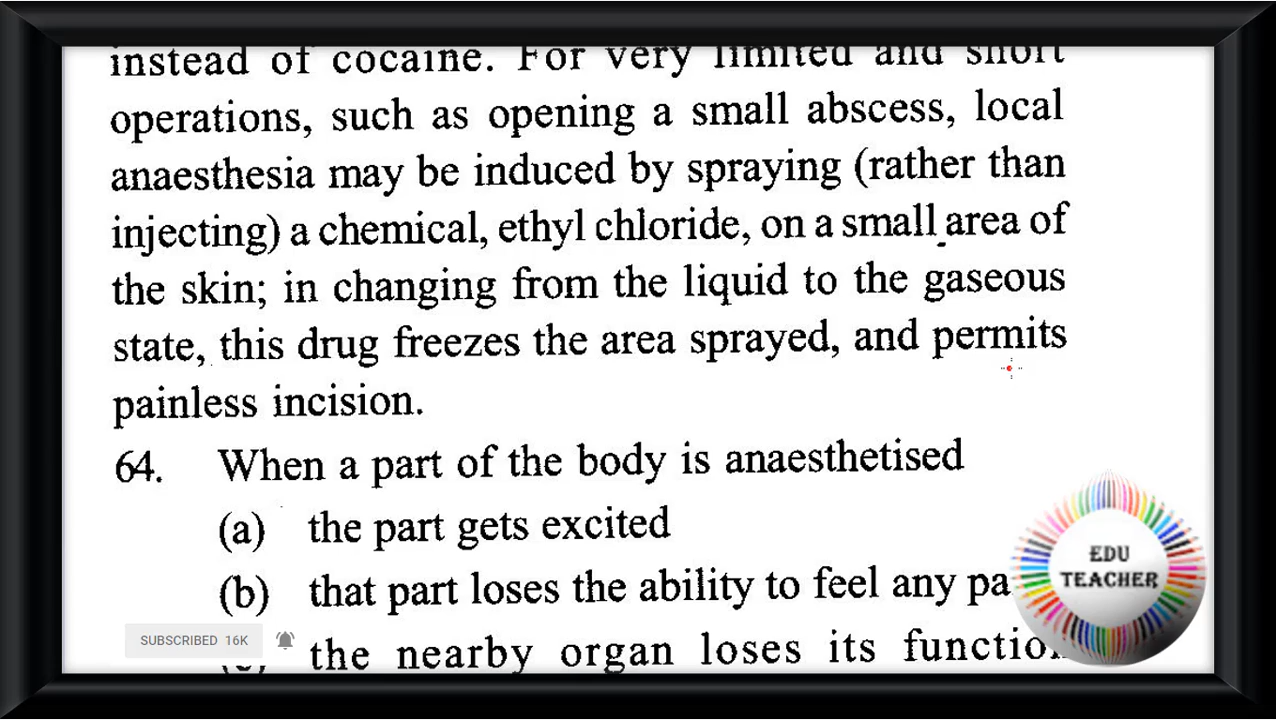 instead of cocaine. For very limited and short
operations, such as opening a small abscess, local
anaesthesia may be induced by spraying (rather than
injecting) a chemical, ethyl chloride, on a small area of
the skin; in changing from the liquid to the gaseous
state, this drug freezes the area sprayed, and permits
painless incision.
64. When a part of the body is anaesthetised
(a) the part gets excited
(b) that part loses the ability to feel any
the nearby organ loses its
EDU
TEACHER
SUBSCRIBED 16K